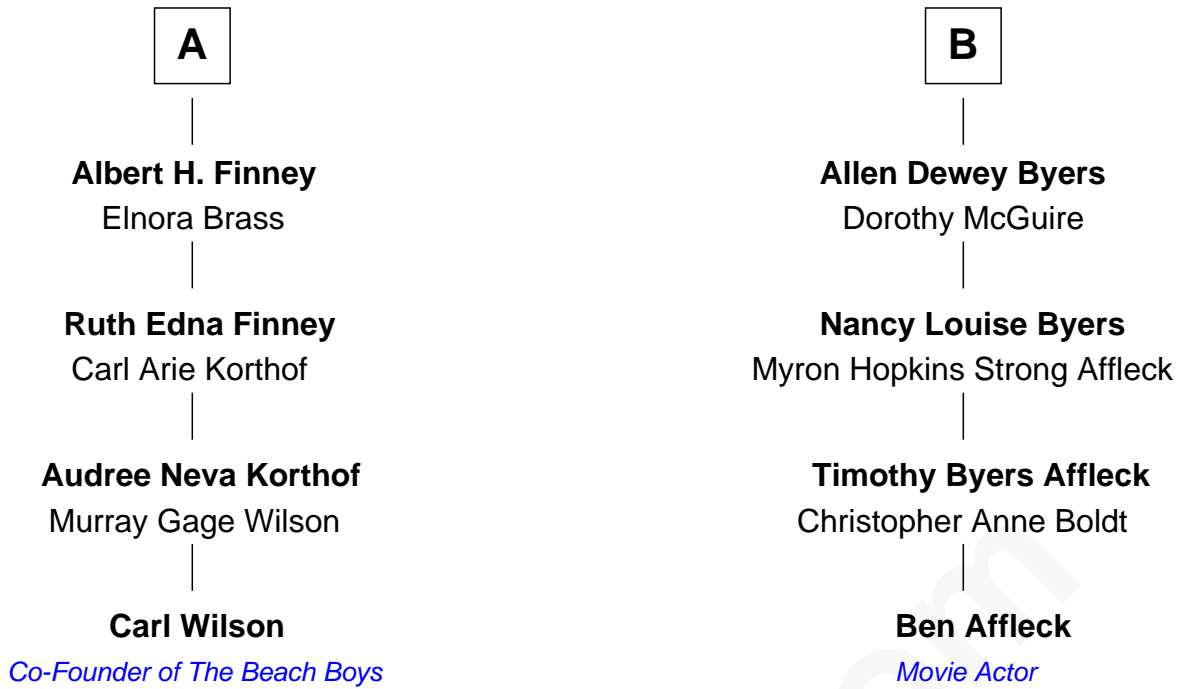 A
B
Albert H. Finney
Elnora Brass
Allen Dewey Byers
Dorothy McGuire
Ruth Edna Finney
Carl Arie Korthof
Nancy Louise Byers
Myron Hopkins Strong Affleck
Audree Neva Korthof
Murray Gage Wilson
Timothy Byers Affleck
Christopher Anne Boldt
Carl Wilson
Co-Founder of The Beach Boys
Ben Affleck
Movie Actor